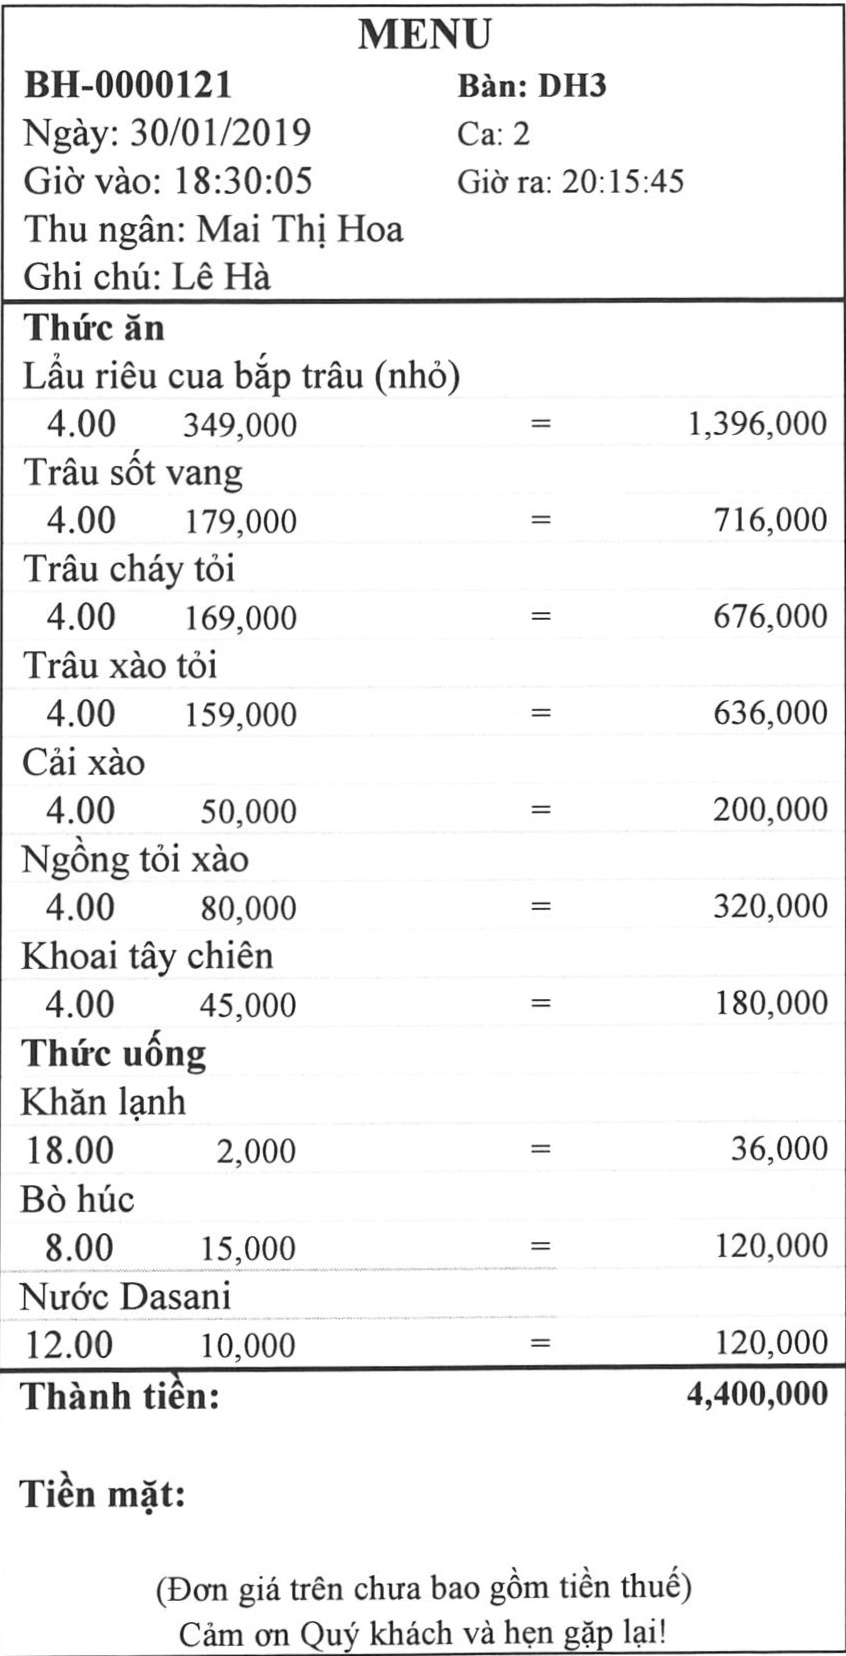 MENU
BH-0000121 Bàn: DH3
Ngày: 30/01/2019 Ca: 2
Giờ vào: 18:30:05 Giờ ra: 20:15:45
Thu ngân: Mai Thị Hoa
Ghi chú: Lê Hà
Thức ăn
Lẩu riêu cua bắp trâu (nhỏ)
4.00 349,000 = 1,396,000
Trâu sốt vang
4.00 179,000 = 716,000
Trâu cháy tỏi
4.00 169,000 = 676,000
Trâu xào tỏi
4.00 159,000 = 636,000
Cải xào
4.00 50,000 = 200,000
Ngồng tỏi xào
4.00 80,000 = 320,000
Khoai tây chiên
4.00 45,000 = 180,000
Thức uống
Khăn lạnh
18.00 2,000 = 36,000
Bò húc
8.00 15,000 = 120,000
Nước Dasani
12.00 10,000 = 120,000
Thành tiền: 4,400,000
Tiền mặt:
(Đơn giá trên chưa bao gồm tiền thuế)
Cảm ơn Quý khách và hẹn gặp lại!